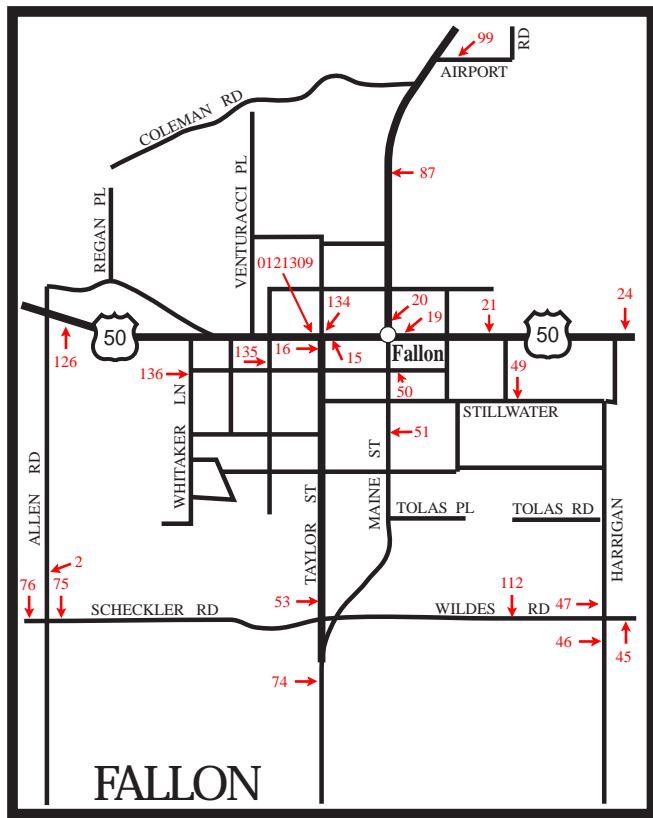 99
RD
AIRPORT
COLEMAN RD
87
VENTURACCI PL
REGAN PL
0121309
134
20
19
21
24
50
50
126
135
16
15
Fallon
136
50
49
STILLWATER
WHITAKER LN
51
MAINE ST
TAYLOR ST
ALLEN RD
TOLAS PL
TOLAS RD
HARRIGAN
2
76
75
SCHECKLER RD
53
112
WILDES RD
47
46
45
74
FALLON